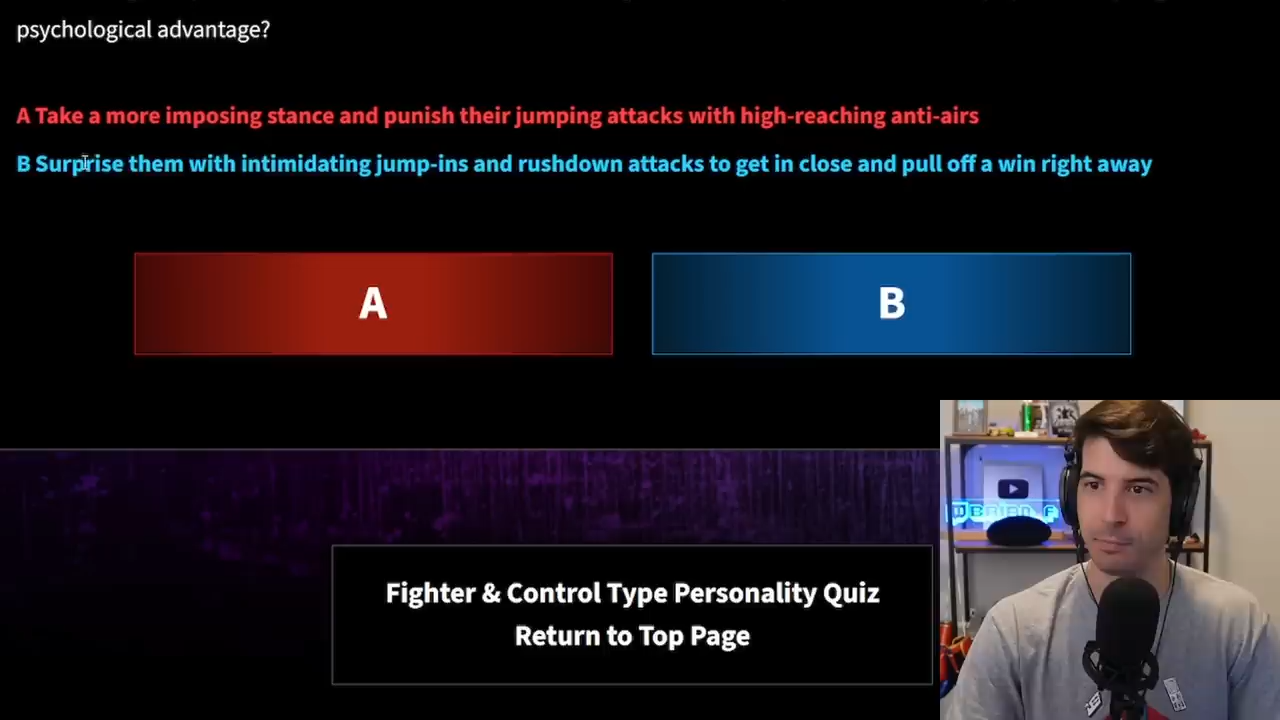 psychological advantage?
A Take a more imposing stance and punish their jumping attacks with high-reaching anti-airs
B Surprise them with intimidating jump-ins and rushdown attacks to get in close and pull off a win right away
A
B
Fighter & Control Type Personality Quiz
Return to Top Page